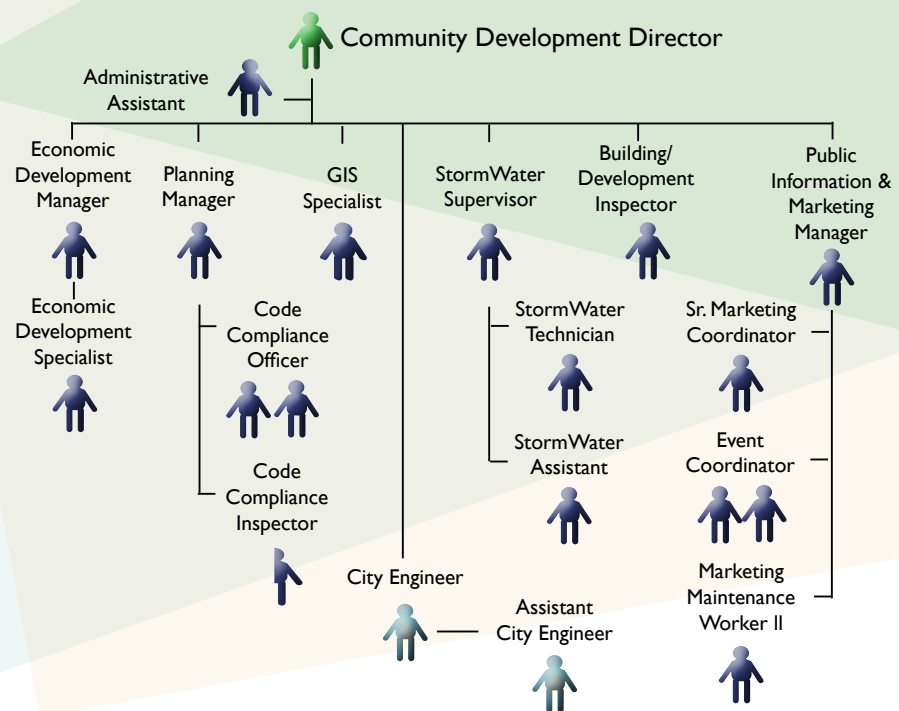 Community Development Director
Administrative
Assistant
Economic
Development
Manager
Planning
Manager
GIS
Specialist
StormWater
Supervisor
Building/
Development
Inspector
Public
Information &
Marketing
Manager
Economic
Development
Specialist
Code
Compliance
Officer
StormWater
Technician
Sr. Marketing
Coordinator
Code
Compliance
Inspector
StormWater
Assistant
Event
Coordinator
City Engineer
Assistant
City Engineer
Marketing
Maintenance
Worker II